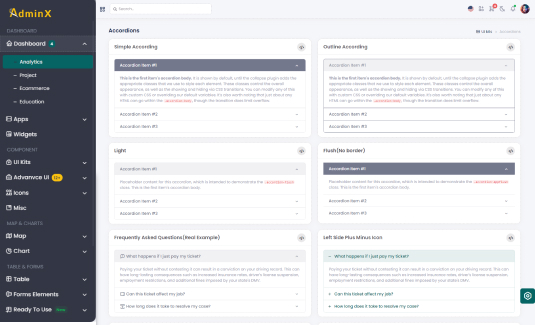 AdminX
Search..
DASHBOARD
Dashboard 4
Analytics
Project
Ecommerce
Education
Apps
Widgets
COMPONENT
UI Kits
Advance UI
Icons
Misc
MAP & CHARTS
Map
Chart
TABLE & FORMS
Table
Forms Elements
Ready To Use
Accordions
UI Kits
Accordions
Simple According
Accordion Item #1
This is the first item's accordion body. It is shown by default, until the collapse plugin adds the
appropriate classes that we use to style each element. These classes control the overall
appearance, as well as the showing and hiding via CSS transitions. You can modify any of this
with custom CSS or overriding our default variables. It's also worth noting that just about any
HTML can go within the .accordion-body, though the transition does limit overflow.
Accordion Item #2
Accordion Item #3
Outline According
Accordion Item #1
This is the first item's accordion body. It is shown by default, until the collapse plugin adds the
appropriate classes that we use to style each element. These classes control the overall
appearance, as well as the showing and hiding via CSS transitions. You can modify any of this
with custom CSS or overriding our default variables. It's also worth noting that just about any
HTML can go within the .accordion-body, though the transition does limit overflow.
Accordion Item #2
Accordion Item #3
Light
Accordion Item #1
Placeholder content for this accordion, which is intended to demonstrate the
class. This is the first item's accordion body.
Accordion Item #2
Accordion Item #3
Flush(No border)
Accordion Item #1
Placeholder content for this accordion, which is intended to demonstrate the
class. This is the first item's accordion body.
Accordion Item #2
Accordion Item #3
Frequently Asked Questions(Real Example)
What happens if I just pay my ticket?
Paying your ticket without contesting it can result in a conviction on your driving record. This can
have long-lasting consequences such as increased insurance rates, driver's license suspension,
employment restrictions, and additional fines imposed by your state's DMV.
Can this ticket affect my job?
How long does it take to resolve my case?
Left Side Plus Minus Icon
What happens if I just pay my ticket?
Paying your ticket without contesting it can result in a conviction on your driving record. This can
have long-lasting consequences such as increased insurance rates, driver's license suspension,
employment restrictions, and additional fines imposed by your state's DMV.
Can this ticket affect my job?
How long does it take to resolve my case?